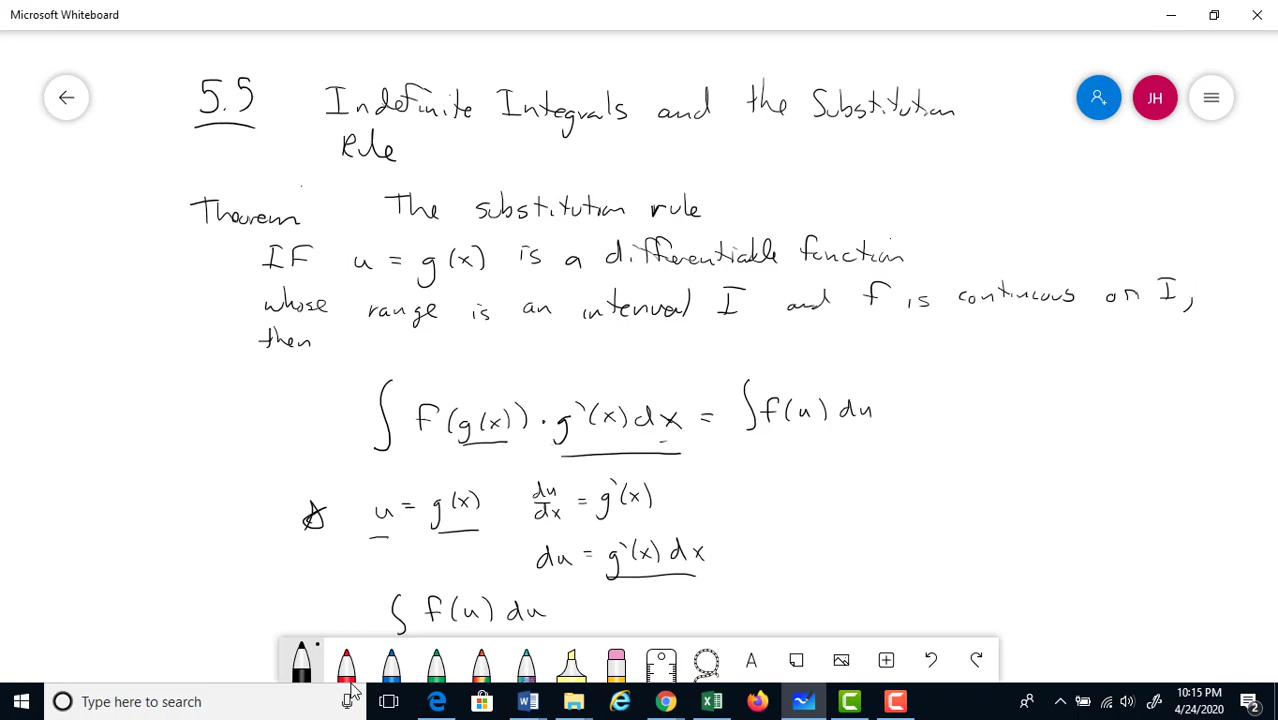 Microsoft Whiteboard
5.5 Indefinite Integrals and the Substitution
Rule
JH
Theorem The substitution rule
IF u = g(x) is a differentiable function
whose range is an interval I and f is continuous on I,
then
∫ f(g(x)) · g'(x)dx = ∫f(u) du
u = g(x) du/dx = g'(x)
du = g'(x) dx
∫ f(u) du
A
Type here to search
10:15 PM
4/24/2020
2